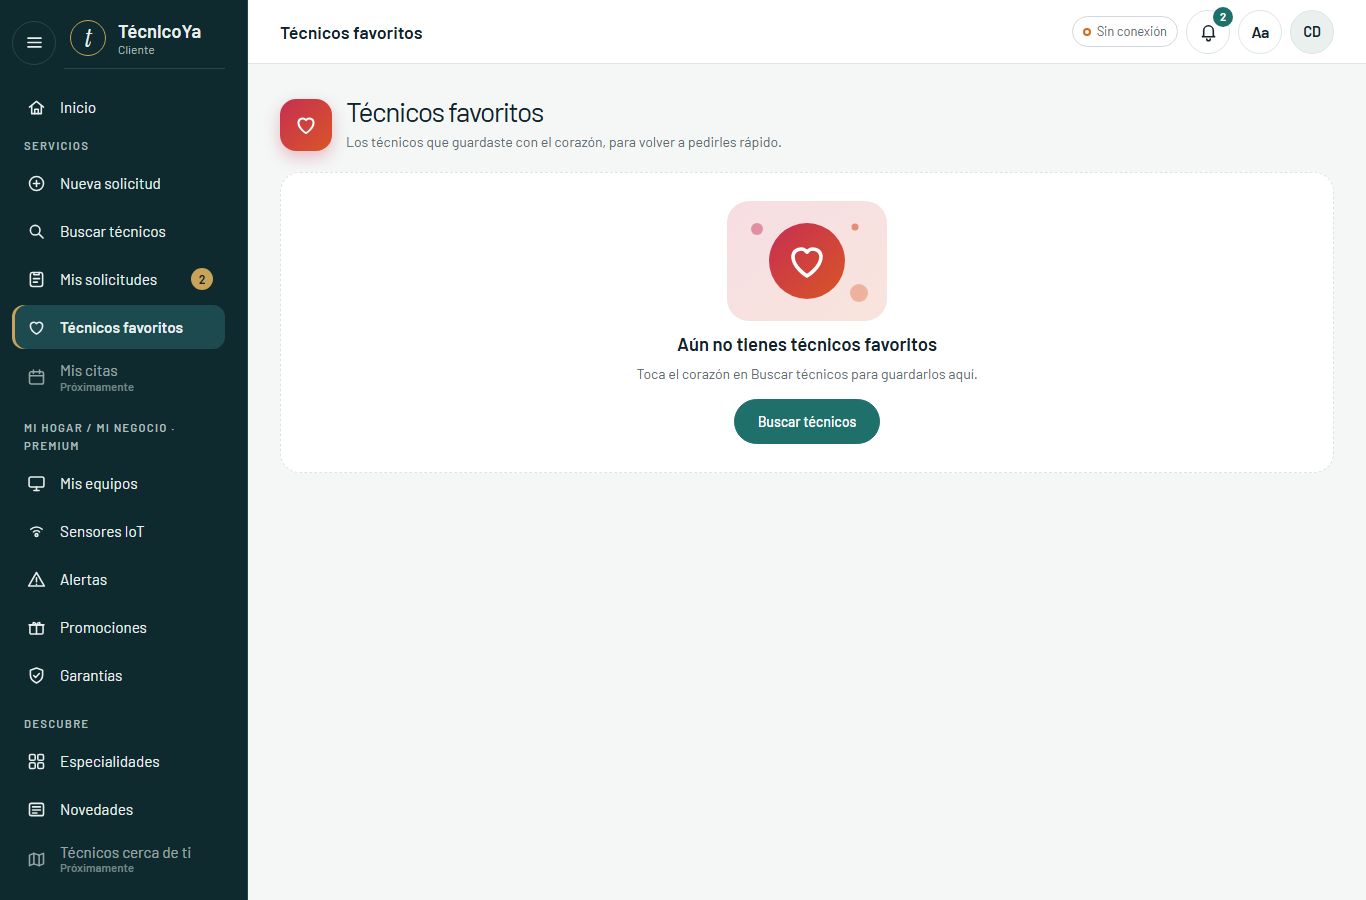 t
TécnicoYa
Cliente
Inicio
SERVICIOS
Nueva solicitud
Buscar técnicos
Mis solicitudes
2
Técnicos favoritos
Mis citas
Próximamente
MI HOGAR / MI NEGOCIO ·
PREMIUM
Mis equipos
Sensores IoT
Alertas
Promociones
Garantías
DESCUBRE
Especialidades
Novedades
Técnicos cerca de ti
Próximamente
Técnicos favoritos
Sin conexión
2
Aa
CD
Técnicos favoritos
Los técnicos que guardaste con el corazón, para volver a pedirles rápido.
Aún no tienes técnicos favoritos
Toca el corazón en Buscar técnicos para guardarlos aquí.
Buscar técnicos